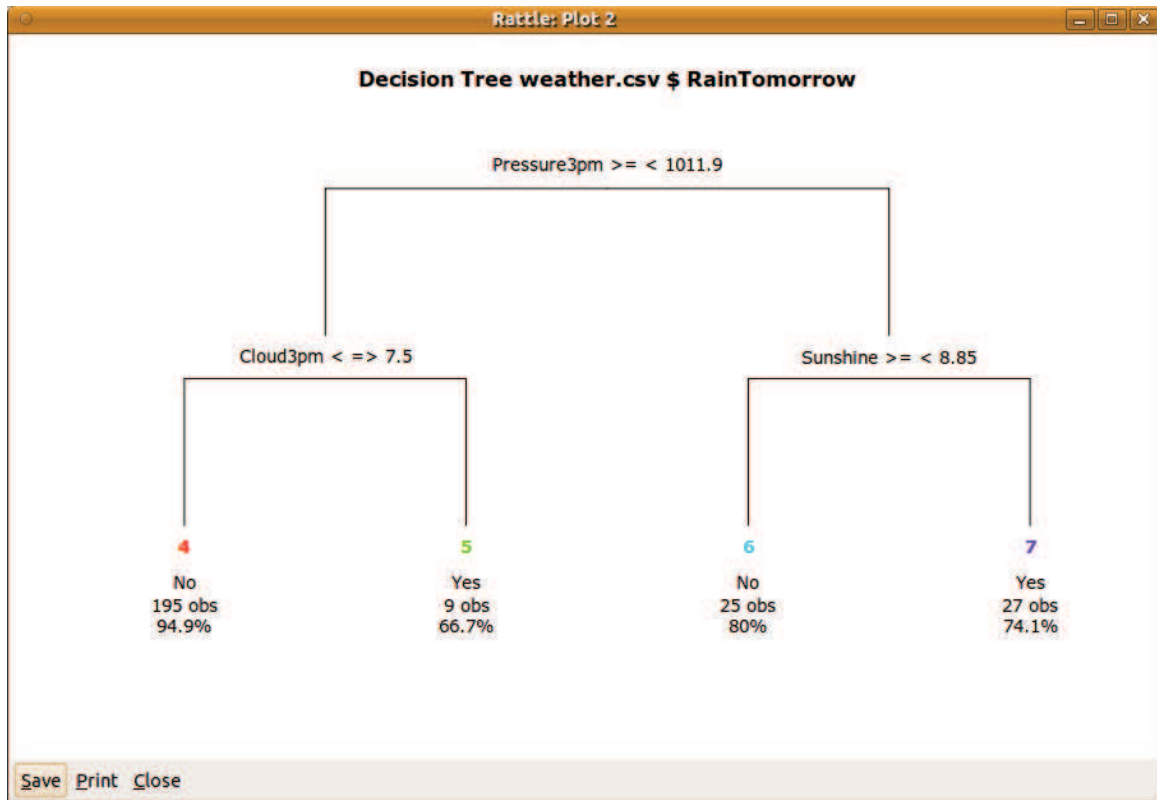 Rattle: Plot 2
Decision Tree weather.csv $ RainTomorrow
Pressure3pm >= < 1011.9
Cloud3pm < => 7.5
Sunshine >= < 8.85
4
No
195 obs
94.9%
5
Yes
9 obs
66.7%
6
No
25 obs
80%
7
Yes
27 obs
74.1%
Save Print Close